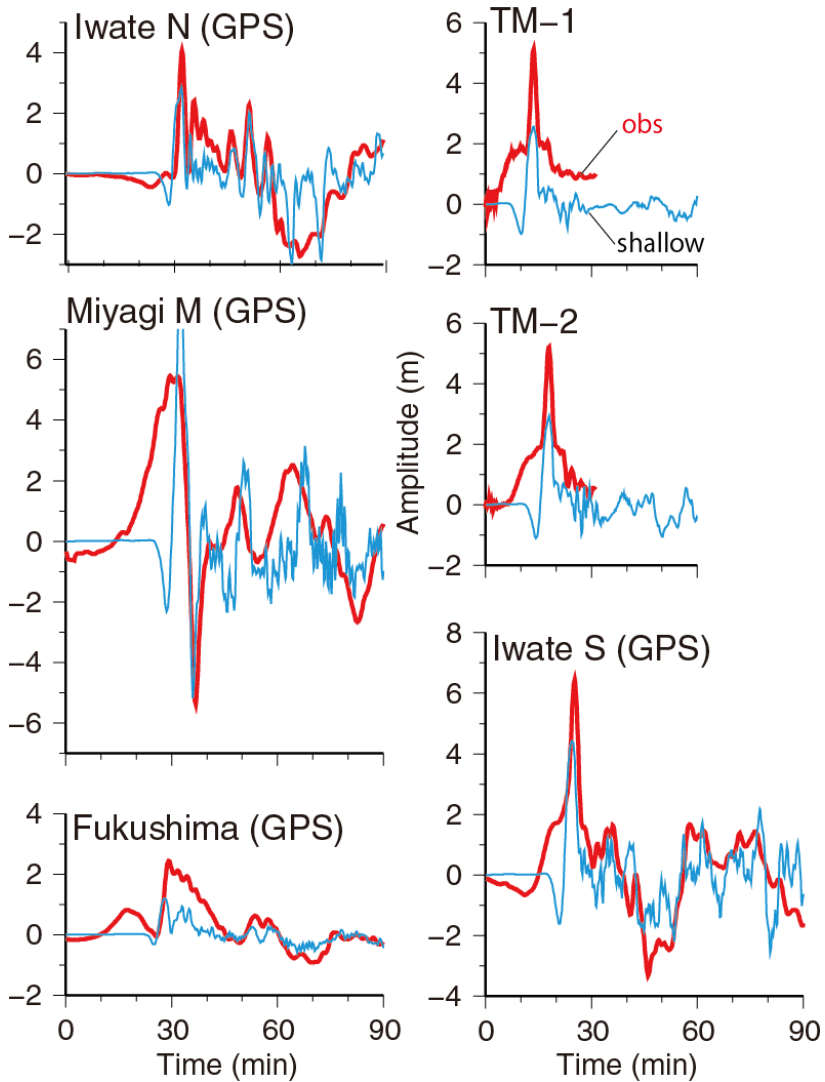 Iwate N (GPS)
4
2
0
−2
TM−1
6
4
2
0
−2
obs
shallow
Miyagi M (GPS)
6
4
2
0
−2
−4
−6
TM−2
6
4
2
0
−2
Amplitude (m)
Fukushima (GPS)
4
2
0
−2
0 30 60 90
Time (min)
Iwate S (GPS)
8
6
4
2
0
−2
−4
0 30 60 90
Time (min)